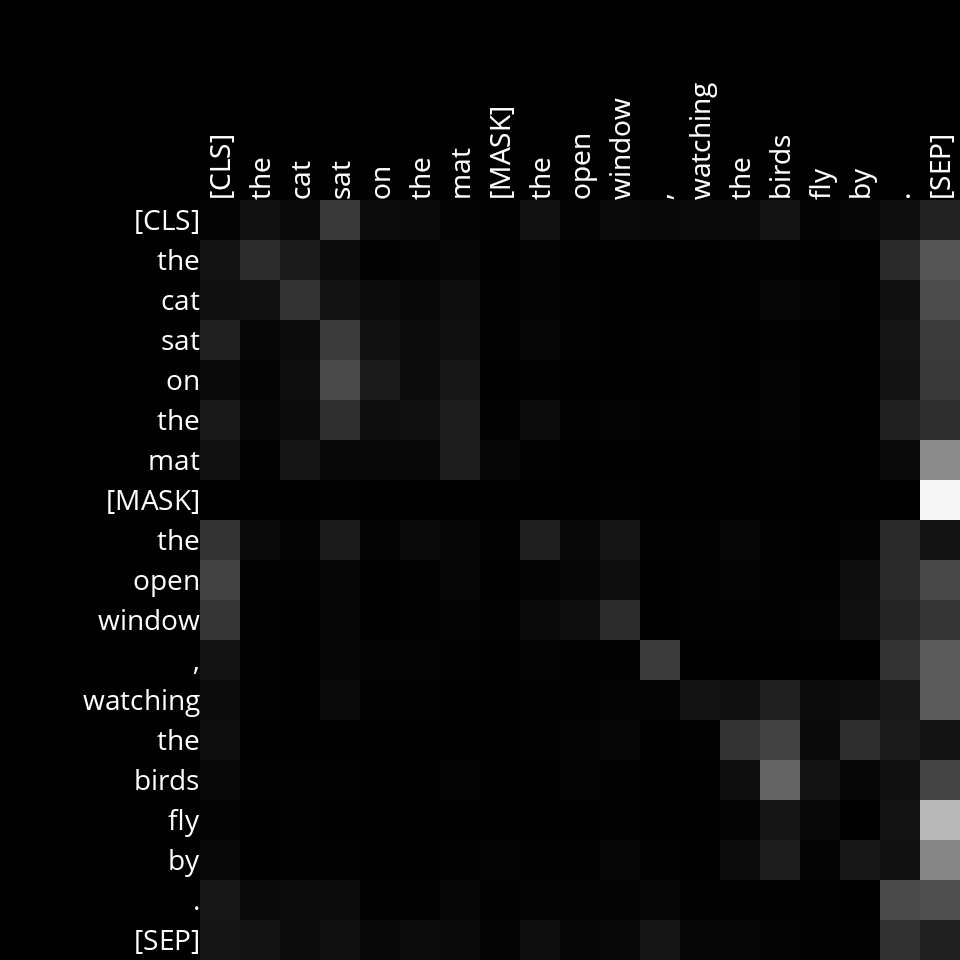 [CLS] the cat sat on the mat [MASK] the open window , watching the birds fly by . [SEP]
[CLS]
the
cat
sat
on
the
mat
[MASK]
the
open
window
,
watching
the
birds
fly
by
.
[SEP]